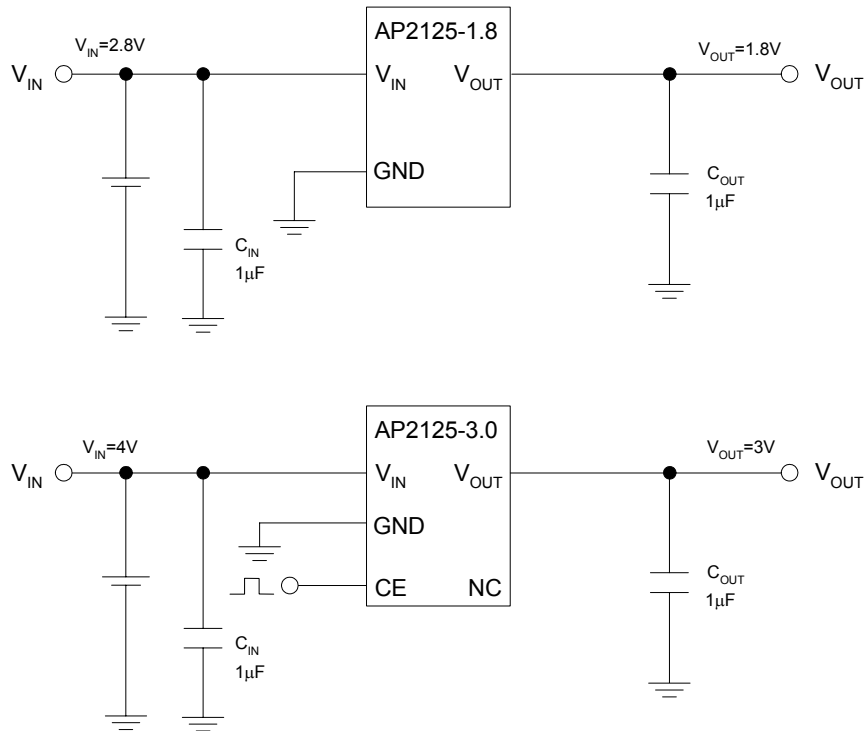 AP2125-1.8
V_IN=2.8V
V_OUT=1.8V
V_IN
V_IN
V_OUT
V_OUT
GND
C_OUT
1μF
C_IN
1μF
AP2125-3.0
V_IN=4V
V_OUT=3V
V_IN
V_IN
V_OUT
V_OUT
GND
CE
NC
C_OUT
1μF
C_IN
1μF